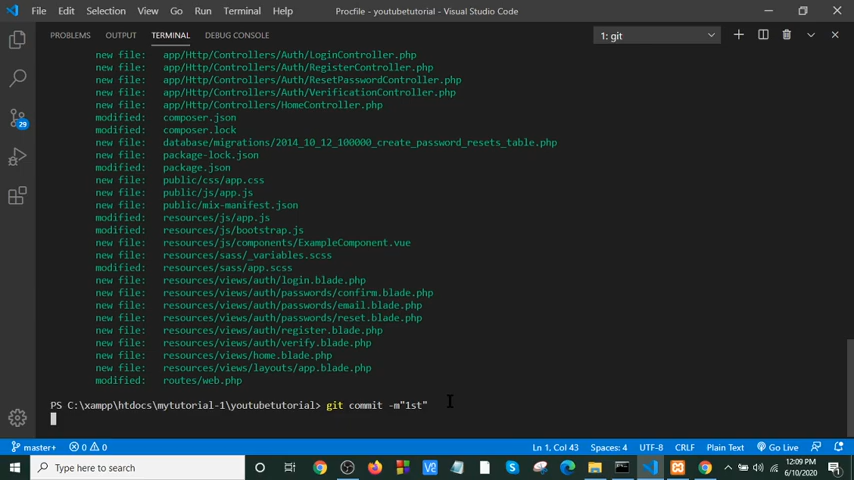 File Edit Selection View Go Run Terminal Help Procfile - youtubetutorial - Visual Studio Code
PROBLEMS OUTPUT TERMINAL DEBUG CONSOLE 1: git
new file: app/Http/Controllers/Auth/LoginController.php
new file: app/Http/Controllers/Auth/RegisterController.php
new file: app/Http/Controllers/Auth/ResetPasswordController.php
new file: app/Http/Controllers/Auth/VerificationController.php
new file: app/Http/Controllers/HomeController.php
modified: composer.json
modified: composer.lock
new file: database/migrations/2014_10_12_100000_create_password_resets_table.php
modified: package-lock.json
modified: package.json
new file: public/css/app.css
new file: public/js/app.js
new file: public/mix-manifest.json
modified: resources/js/app.js
modified: resources/js/bootstrap.js
new file: resources/js/components/ExampleComponent.vue
new file: resources/sass/_variables.scss
modified: resources/sass/app.scss
new file: resources/views/auth/login.blade.php
new file: resources/views/auth/passwords/confirm.blade.php
new file: resources/views/auth/passwords/email.blade.php
new file: resources/views/auth/passwords/reset.blade.php
new file: resources/views/auth/register.blade.php
new file: resources/views/auth/verify.blade.php
new file: resources/views/home.blade.php
new file: resources/views/layouts/app.blade.php
modified: routes/web.php
29
PS C:\xampp\htdocs\mytutorial-1\youtubetutorial> git commit -m"1st"
master+ 0 0 Ln 1, Col 43 Spaces: 4 UTF-8 CRLF Plain Text Go Live
Type here to search
12:09 PM
6/10/2020